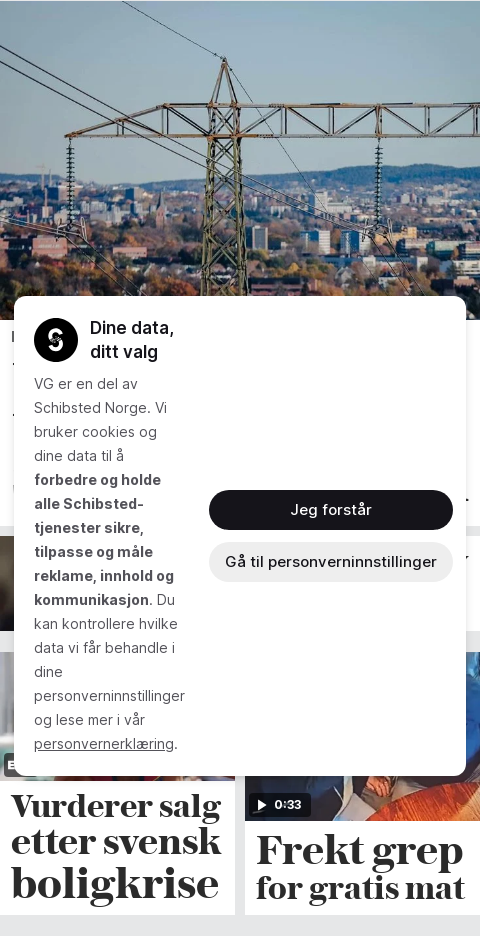 Dine data,
ditt valg
VG er en del av
Schibsted Norge. Vi
bruker cookies og
dine data til å
forbedre og holde
alle Schibsted-
tjenester sikre,
tilpasse og måle
reklame, innhold og
kommunikasjon. Du
kan kontrollere hvilke
data vi får behandle i
dine
personverninnstillinger
og lese mer i vår
personvernerklæring.
Jeg forstår
Gå til personverninnstillinger
Vurderer salg
etter svensk
boligkrise
0:33
Frekt grep
for gratis mat